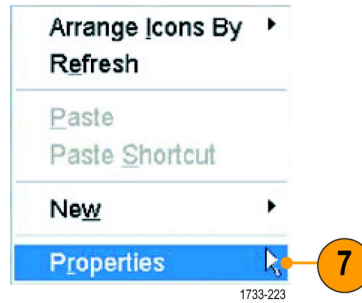 Arrange Icons By
Refresh
Paste
Paste Shortcut
New
Properties
7
1733-223